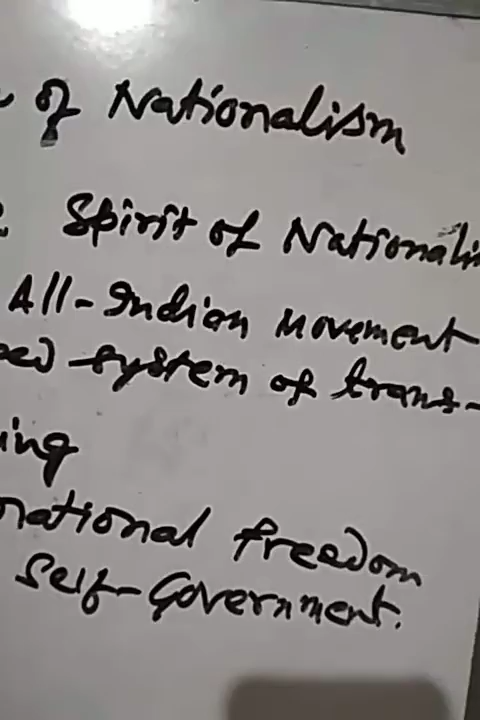 of Nationalism
Spirit of Nationali
All-Indian Movement
system of trans-
ing
national freedom
Self-Government.